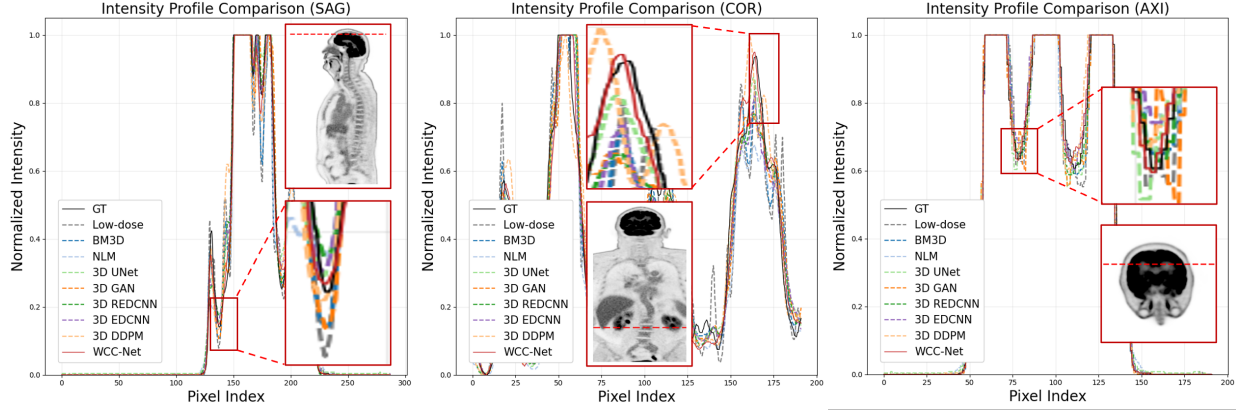 Intensity Profile Comparison (SAG)
Normalized Intensity
1.0
0.8
0.6
0.4
0.2
0.0
GT
Low-dose
BM3D
NLM
3D UNet
3D GAN
3D REDCNN
3D EDCNN
3D DDPM
WCC-Net
0
50
100
150
200
250
300
Pixel Index
Intensity Profile Comparison (COR)
Normalized Intensity
1.0
0.8
0.6
0.4
0.2
0.0
GT
Low-dose
BM3D
NLM
3D UNet
3D GAN
3D REDCNN
3D EDCNN
3D DDPM
WCC-Net
0
25
50
75
100
125
150
175
200
Pixel Index
Intensity Profile Comparison (AXI)
Normalized Intensity
1.0
0.8
0.6
0.4
0.2
0.0
GT
Low-dose
BM3D
NLM
3D UNet
3D GAN
3D REDCNN
3D EDCNN
3D DDPM
WCC-Net
0
25
50
75
100
125
150
175
200
Pixel Index